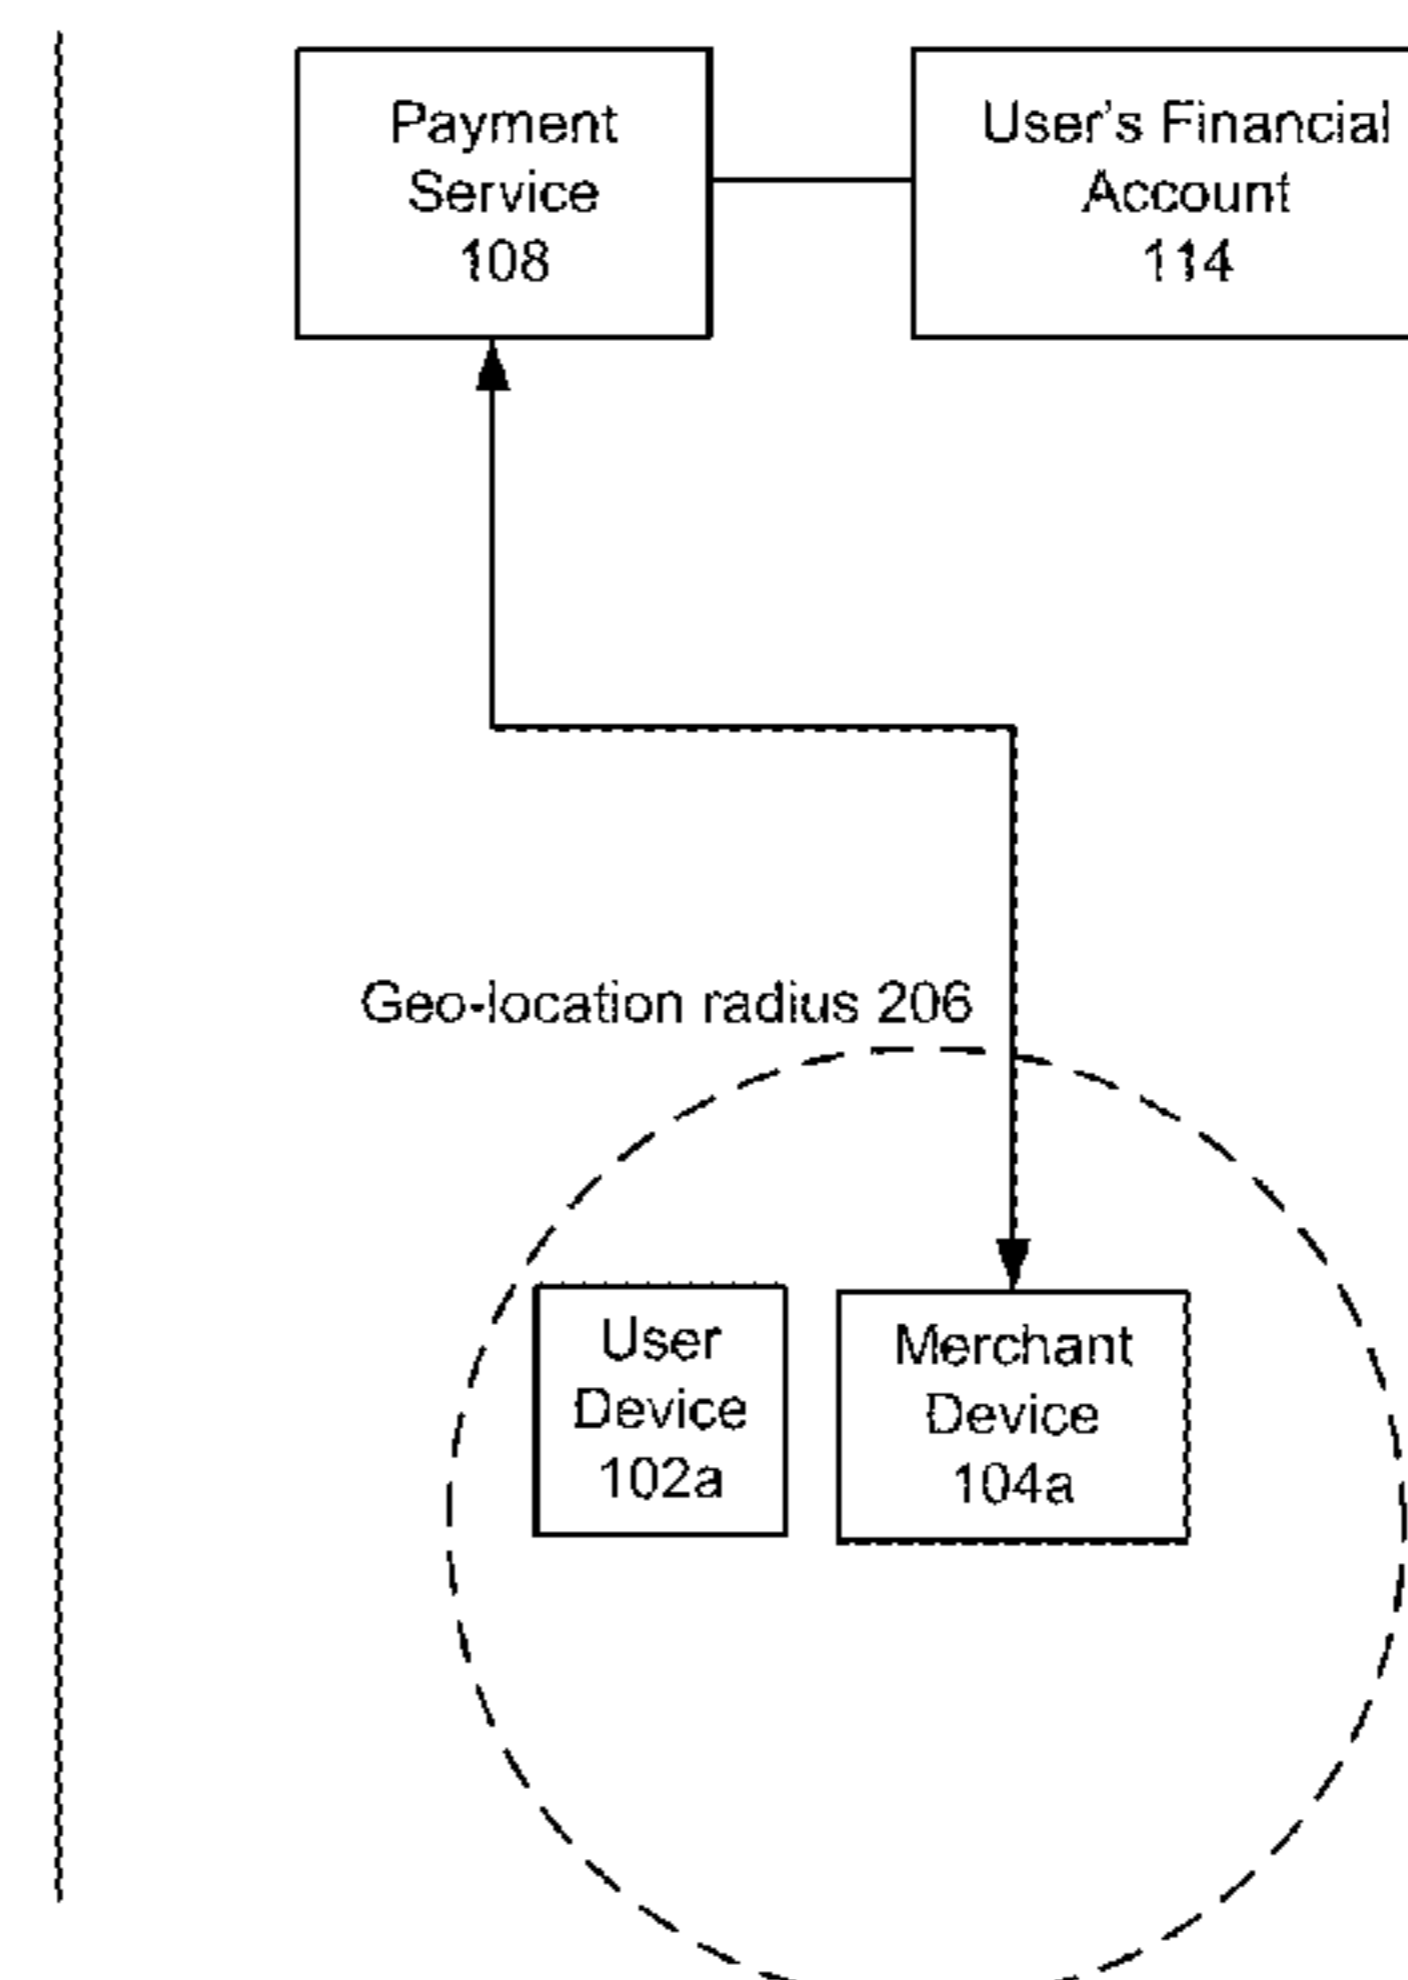 Payment
Service
108
User's Financial
Account
114
Geo-location radius 206
User
Device
102a
Merchant
Device
104a